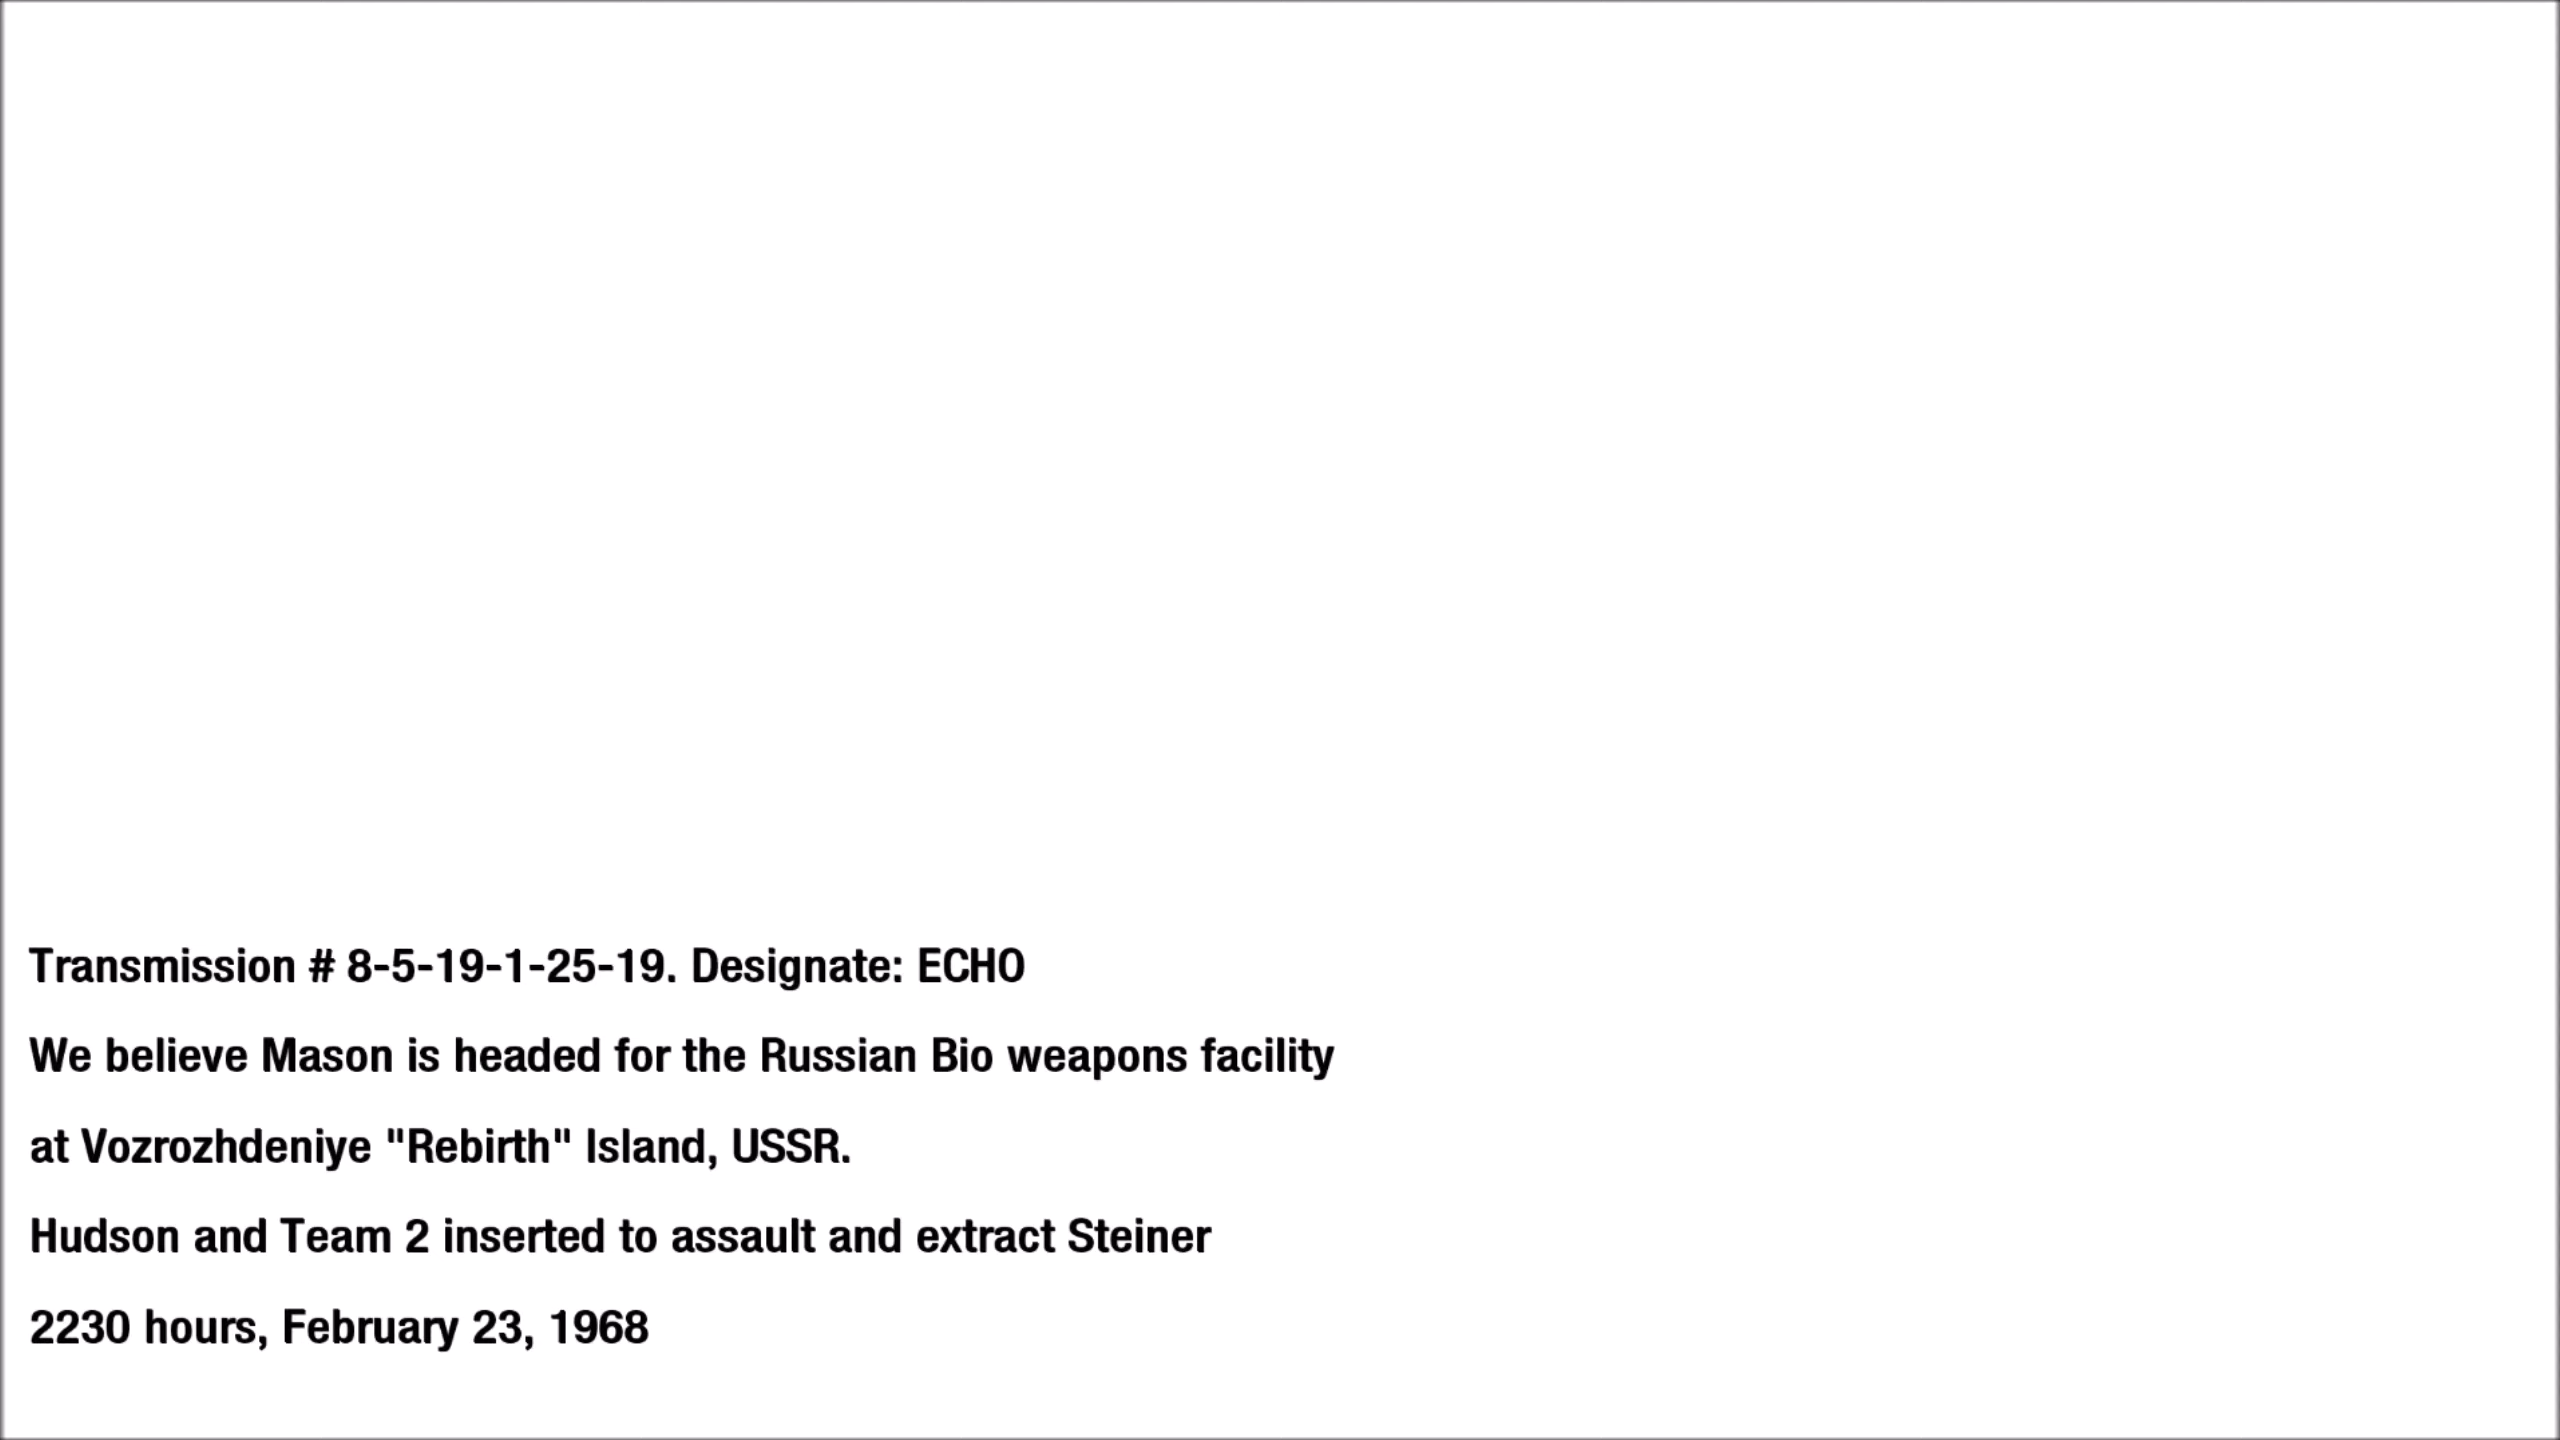 Transmission # 8-5-19-1-25-19. Designate: ECHO
We believe Mason is headed for the Russian Bio weapons facility
at Vozrozhdeniye "Rebirth" Island, USSR.
Hudson and Team 2 inserted to assault and extract Steiner
2230 hours, February 23, 1968